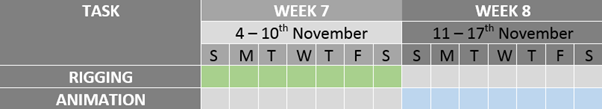 TASK WEEK 7 WEEK 8
4 – 10th November 11 – 17th November
S M T W T F S S M T W T F S
RIGGING
ANIMATION